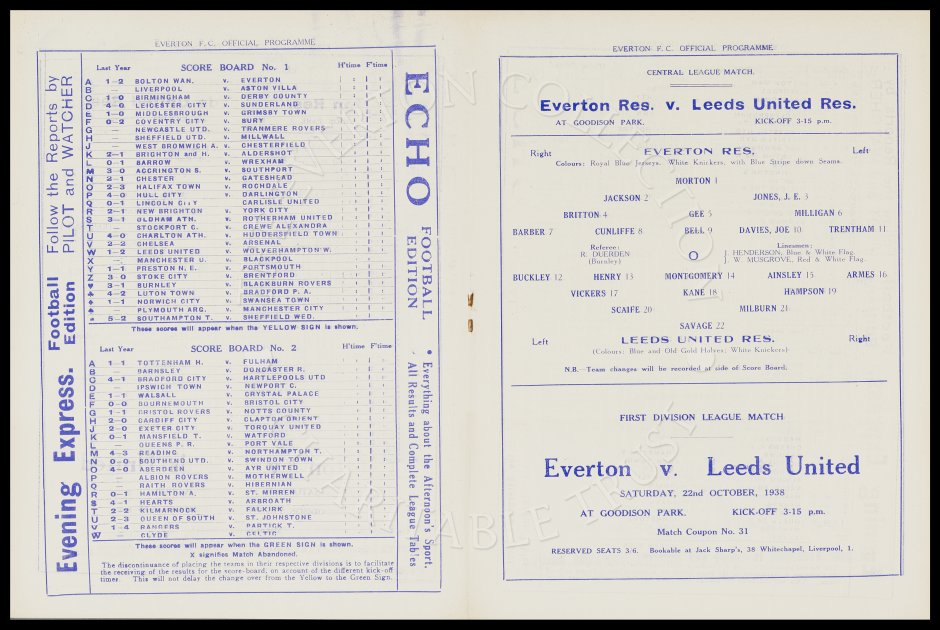 EVERTON F.C. OFFICIAL PROGRAMME
Evening Express. Football Edition
Follow the Reports by PILOT and WATCHER
Last Year SCORE BOARD No. 1 H'time F'time
A 1-2 BOLTON WAN. v. EVERTON
B LIVERPOOL v. ASTON VILLA
C 1-0 BIRMINGHAM v. DERBY COUNTY
D 4-0 LEICESTER CITY v. SUNDERLAND
E 1-0 MIDDLESBROUGH v. GRIMSBY TOWN
F 0-2 COVENTRY CITY v. BURY
G — NEWCASTLE UTD. v. TRANMERE ROVERS
H — SHEFFIELD UTD. v. MILLWALL
J — WEST BROMWICH A. v. CHESTERFIELD
K 2-1 BRIGHTON and H. v. ALDERSHOT
L 0-1 BARROW v. WREXHAM
M 3-0 ACCRINGTON S. v. SOUTHPORT
N 2-1 CHESTER v. GATESHEAD
O 2-3 HALIFAX TOWN v. ROCHDALE
P 4-0 HULL CITY v. DARLINGTON
Q 0-1 LINCOLN CITY CARLISLE UNITED
R 2-1 NEW BRIGHTON v. YORK CITY
S 3-1 OLDHAM ATH. v. ROTHERHAM UNITED
T — STOCKPORT C. v. CREWE ALEXANDRA
U 4-0 CHARLTON ATH. v. HUDDERSFIELD TOWN
V 2-2 CHELSEA v. ARSENAL
W 1-2 LEEDS UNITED v. WOLVERHAMPTON W.
X — MANCHESTER U. v. BLACKPOOL
Y 1-1 PRESTON N.E. v. PORTSMOUTH
Z 3-0 STOKE CITY v. BRENTFORD
♥ 3-1 BURNLEY v. BLACKBURN ROVERS
♣ 4-2 LUTON TOWN v. BRADFORD P. A.
♦ 1-1 NORWICH CITY v. SWANSEA TOWN
♠ — PLYMOUTH ARG. v. MANCHESTER CITY
5-2 SOUTHAMPTON T. v. SHEFFIELD WED.
These scores will appear when the YELLOW SIGN is shown.
Last Year SCORE BOARD No. 2 H'time F'time
A 1-1 TOTTENHAM H. v. FULHAM
B — BARNSLEY v. DONCASTER R.
C 4-1 BRADFORD CITY v. HARTLEPOOLS UTD
D — IPSWICH TOWN v. NEWPORT C.
E 1-1 WALSALL v. CRYSTAL PALACE
F 0-0 BOURNEMOUTH v. BRISTOL CITY
G 1-1 BRISTOL ROVERS v. NOTTS COUNTY
H 2-0 CARDIFF CITY v. CLAPTON ORIENT
J 2-0 EXETER CITY v. TORQUAY UNITED
K 0-1 MANSFIELD T. v. WATFORD
L — QUEENS P. R. v. PORT VALE
M 4-3 READING v. NORTHAMPTON T.
N 0-0 SOUTHEND UTD. v. SWINDON TOWN
O 4-0 ABERDEEN v. AYR UNITED
P — ALBION ROVERS v. MOTHERWELL
Q — RAITH ROVERS v. HIBERNIAN
R 0-1 HAMILTON A. v. ST. MIRREN
S 4-1 HEARTS v. ARBROATH
T 2-2 KILMARNOCK v. FALKIRK
U 2-3 QUEEN OF SOUTH v. ST. JOHNSTONE
V 1-4 RANGERS v. PARTICK T.
W — CLYDE v. CELTIC
These scores will appear when the GREEN SIGN is shown.
X signifies Match Abandoned.
The discontinuance of placing the teams in their respective divisions is to facilitate
the receiving of the results for the score-board, on account of the different kick-off
times. This will not delay the change over from the Yellow to the Green Sign.
ECHO
FOOTBALL EDITION
• Everything about the Afternoon's Sport.
All Results and Complete League Tables
EVERTON F.C. OFFICIAL PROGRAMME
CENTRAL LEAGUE MATCH.
Everton Res. v. Leeds United Res.
AT GOODISON PARK. KICK-OFF 3-15 p.m.
Right EVERTON RES. Left
Colours: Royal Blue Jerseys, White Knickers, with Blue Stripe down Seams.
MORTON 1
JACKSON 2 JONES, J. E. 3
BRITTON 4 GEE 5 MILLIGAN 6
BARBER 7 CUNLIFFE 8 BELL 9 DAVIES, JOE 10 TRENTHAM 11
Referee: Linesmen:
R. DUERDEN O HENDERSON, Blue & White Flag.
(Burnley) W. MUSGROVE, Red & White Flag.
BUCKLEY 12 HENRY 13 MONTGOMERY 14 AINSLEY 15 ARMES 16
VICKERS 17 KANE 18 HAMPSON 19
SCAIFE 20 MILBURN 21
SAVAGE 22
Left LEEDS UNITED RES. Right
(Colours: Blue and Old Gold Halves; White Knickers)
N.B.—Team changes will be recorded at side of Score Board.
FIRST DIVISION LEAGUE MATCH
Everton v. Leeds United
SATURDAY, 22nd OCTOBER, 1938
AT GOODISON PARK. KICK-OFF 3-15 p.m.
Match Coupon No. 31
RESERVED SEATS 3/6. Bookable at Jack Sharp's, 38 Whitechapel, Liverpool, 1.